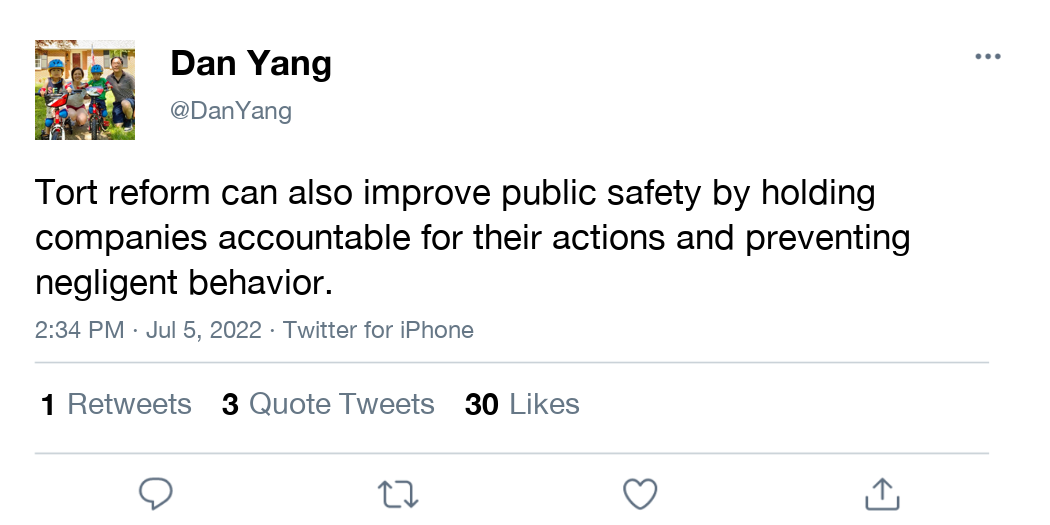 Dan Yang
@DanYang
Tort reform can also improve public safety by holding
companies accountable for their actions and preventing
negligent behavior.
2:34 PM · Jul 5, 2022 · Twitter for iPhone
1 Retweets 3 Quote Tweets 30 Likes